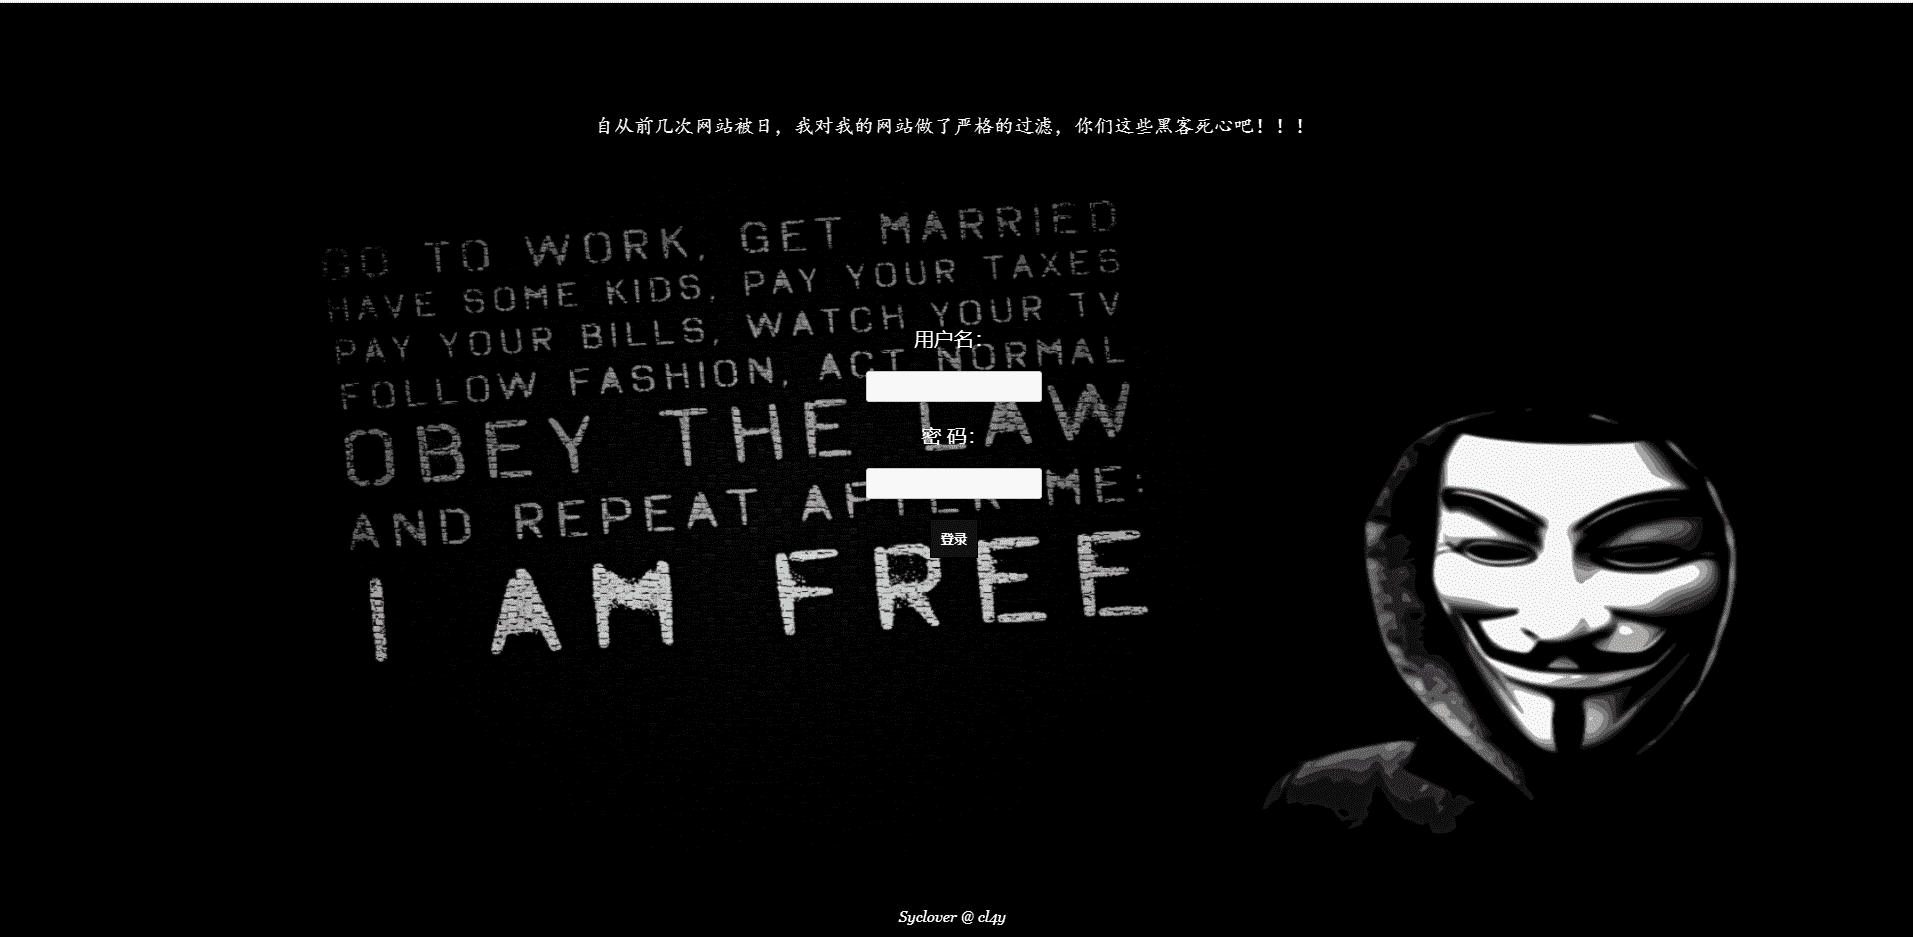 自从前几次网站被日，我对我的网站做了严格的过滤，你们这些黑客死心吧！！！
GO TO WORK, GET MARRIED
HAVE SOME KIDS, PAY YOUR TAXES
PAY YOUR BILLS, WATCH YOUR TV
FOLLOW FASHION, ACT NORMAL
OBEY THE LAW
AND REPEAT AFTER ME:
I AM FREE
用户名：
密 码：
登录
Syclover @ cl4y